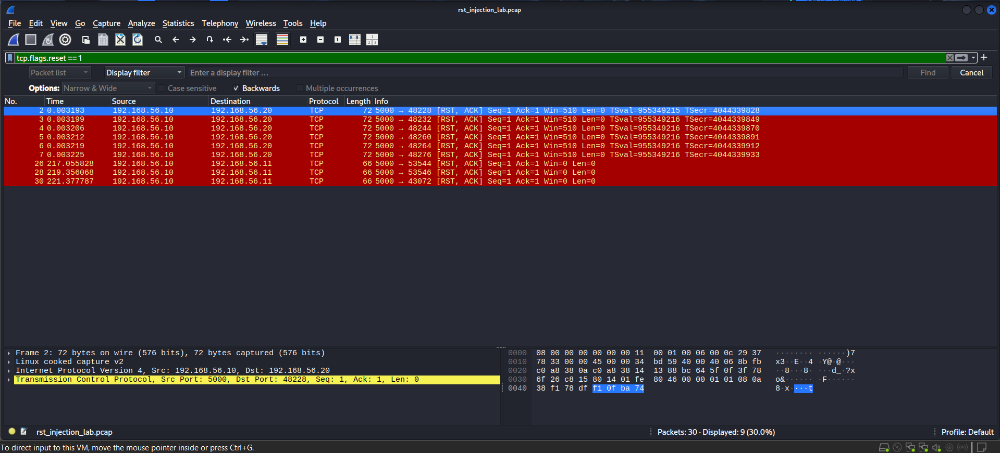 rst_injection_lab.pcap
File Edit View Go Capture Analyze Statistics Telephony Wireless Tools Help
tcp.flags.reset == 1
Packet list Display filter Enter a display filter … Find Cancel
Options: Narrow & Wide Case sensitive Backwards Multiple occurrences
No. Time Source Destination Protocol Length Info
2 0.003193 192.168.56.10 192.168.56.20 TCP 72 5000 → 48228 [RST, ACK] Seq=1 Ack=1 Win=510 Len=0 TSval=955349215 TSecr=4044339828
3 0.003199 192.168.56.10 192.168.56.20 TCP 72 5000 → 48232 [RST, ACK] Seq=1 Ack=1 Win=510 Len=0 TSval=955349216 TSecr=4044339849
4 0.003206 192.168.56.10 192.168.56.20 TCP 72 5000 → 48244 [RST, ACK] Seq=1 Ack=1 Win=510 Len=0 TSval=955349216 TSecr=4044339870
5 0.003212 192.168.56.10 192.168.56.20 TCP 72 5000 → 48260 [RST, ACK] Seq=1 Ack=1 Win=510 Len=0 TSval=955349216 TSecr=4044339891
6 0.003219 192.168.56.10 192.168.56.20 TCP 72 5000 → 48264 [RST, ACK] Seq=1 Ack=1 Win=510 Len=0 TSval=955349216 TSecr=4044339912
7 0.003225 192.168.56.10 192.168.56.20 TCP 72 5000 → 48276 [RST, ACK] Seq=1 Ack=1 Win=510 Len=0 TSval=955349216 TSecr=4044339933
26 217.055828 192.168.56.10 192.168.56.11 TCP 66 5000 → 53544 [RST, ACK] Seq=1 Ack=1 Win=0 Len=0
28 219.356068 192.168.56.10 192.168.56.11 TCP 66 5000 → 53546 [RST, ACK] Seq=1 Ack=1 Win=0 Len=0
30 221.377787 192.168.56.10 192.168.56.11 TCP 66 5000 → 43072 [RST, ACK] Seq=1 Ack=1 Win=0 Len=0
Frame 2: 72 bytes on wire (576 bits), 72 bytes captured (576 bits)
Linux cooked capture v2
Internet Protocol Version 4, Src: 192.168.56.10, Dst: 192.168.56.20
Transmission Control Protocol, Src Port: 5000, Dst Port: 48228, Seq: 1, Ack: 1, Len: 0
0000 08 00 00 00 00 00 00 11 00 01 00 06 00 0c 29 37 ········ ······)7
0010 78 33 00 00 45 00 00 34 bd 59 40 00 40 06 8b fb x3··E··4 ·Y@·@···
0020 c0 a8 38 0a c0 a8 38 14 13 88 bc 64 5f 0f 3f 78 ··8···8· ···d_·?x
0030 6f 26 c8 15 80 14 01 fe 80 46 00 00 01 01 08 0a o&······ ·F······
0040 38 f1 78 df f1 0f ba 74 8·x····t
rst_injection_lab.pcap Packets: 30 · Displayed: 9 (30.0%) Profile: Default
To direct input to this VM, move the mouse pointer inside or press Ctrl+G.